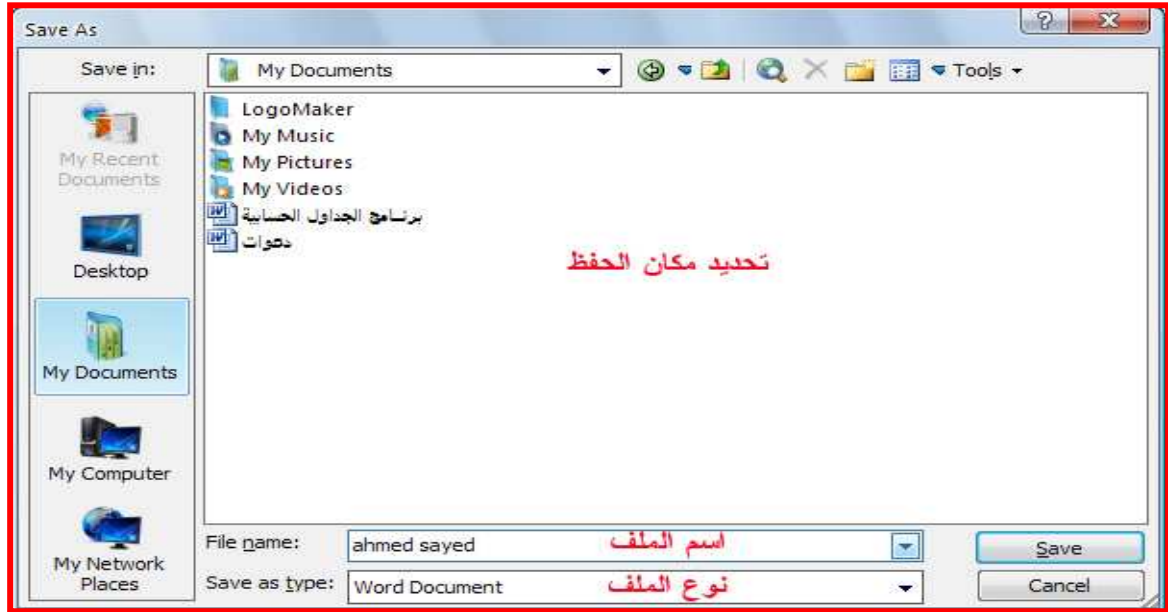 Save As
Save in:
My Documents
Tools
My Recent
Documents
Desktop
My Documents
My Computer
My Network
Places
LogoMaker
My Music
My Pictures
My Videos
برنامج الجداول الحسابية
دعوات
تحديد مكان الحفظ
File name:
ahmed sayed
اسم الملف
Save
Save as type:
Word Document
نوع الملف
Cancel